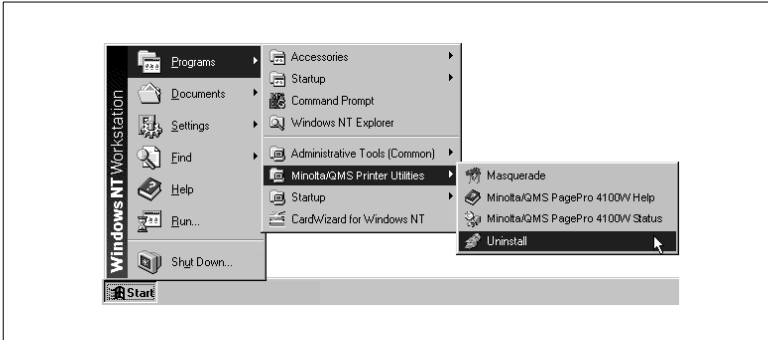 Windows NT Workstation
Programs
Documents
Settings
Find
Help
Run...
Shut Down...
Start
Accessories
Startup
Command Prompt
Windows NT Explorer
Administrative Tools (Common)
Minolta/QMS Printer Utilities
Startup
CardWizard for Windows NT
Masquerade
Minolta/QMS PagePro 4100W Help
Minolta/QMS PagePro 4100W Status
Uninstall